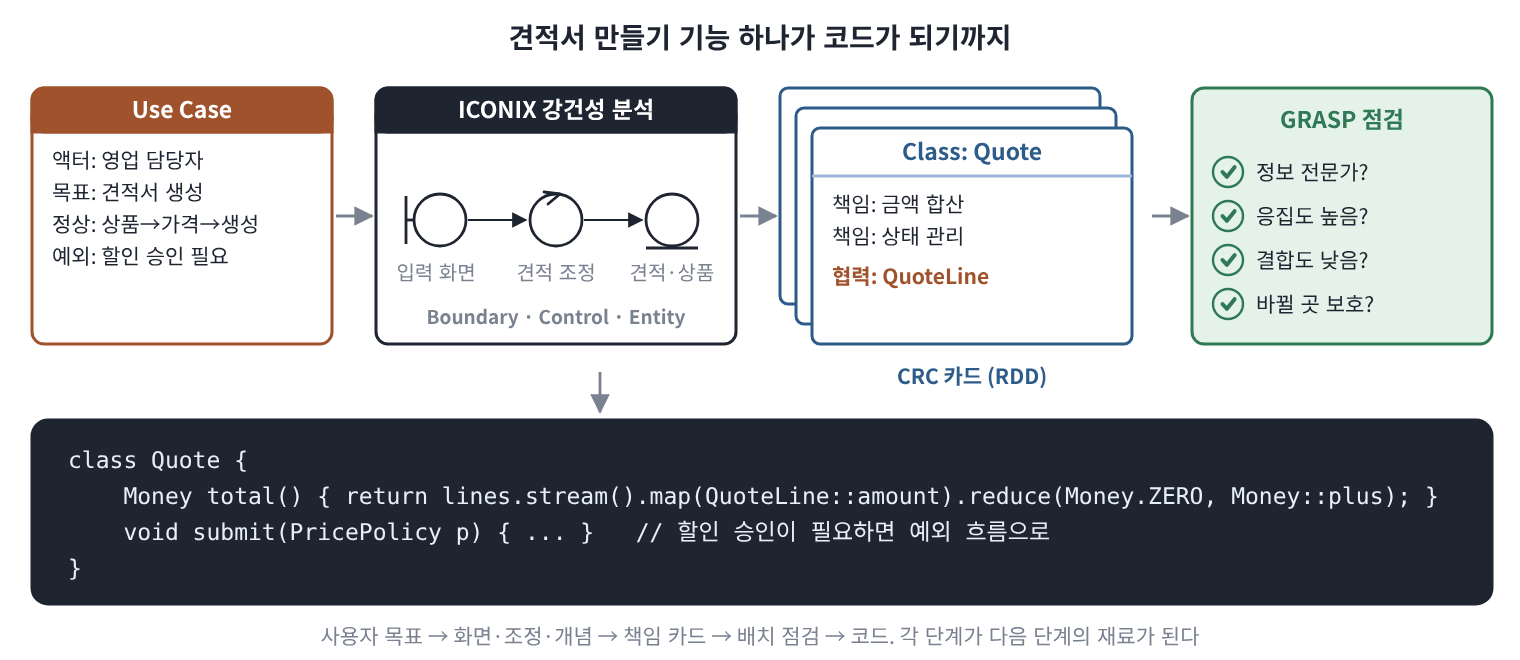 견적서 만들기 기능 하나가 코드가 되기까지
Use Case
액터: 영업 담당자
목표: 견적서 생성
정상: 상품→가격→생성
예외: 할인 승인 필요
ICONIX 강건성 분석
입력 화면
견적 조정
견적·상품
Boundary · Control · Entity
Class: Quote
책임: 금액 합산
책임: 상태 관리
협력: QuoteLine
CRC 카드 (RDD)
GRASP 점검
정보 전문가?
응집도 높음?
결합도 낮음?
바뀔 곳 보호?
class Quote {
    Money total() { return lines.stream().map(QuoteLine::amount).reduce(Money.ZERO, Money::plus); }
    void submit(PricePolicy p) { ... }   // 할인 승인이 필요하면 예외 흐름으로
}
사용자 목표 → 화면·조정·개념 → 책임 카드 → 배치 점검 → 코드. 각 단계가 다음 단계의 재료가 된다